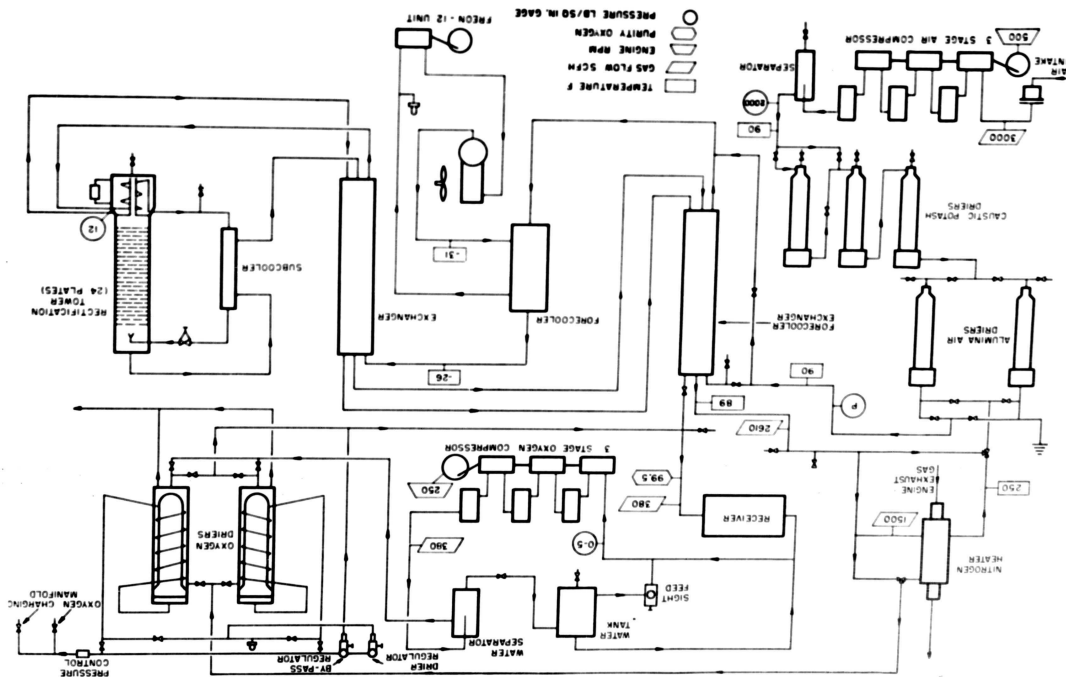 DRIER
REGULATOR
BY-PASS
REGULATOR
PRESSURE
CONTROL
OXYGEN CHARGING
MANIFOLD
WATER
TANK
WATER
SEPARATOR
SIGHT
FEED
NITROGEN
HEATER
ENGINE
EXHAUST
GAS
1500
250
0-5
380
OXYGEN
DRIERS
RECEIVER
380
99.5
250
3 STAGE OXYGEN COMPRESSOR
2610
89
P
90
-26
ALUMINA AIR
DRIERS
FORECOOLER
EXCHANGER
FORECOOLER
EXCHANGER
SUBCOOLER
RECTIFICATION
TOWER
(24 PLATES)
-31
12
CAUSTIC POTASH
DRIERS
3000
90
2000
AIR
INTAKE
500
3 STAGE AIR COMPRESSOR
SEPARATOR
TEMPERATURE F
GAS FLOW SCFH
ENGINE RPM
PURITY OXYGEN
PRESSURE LB/SQ IN. GAGE
FREON-12 UNIT